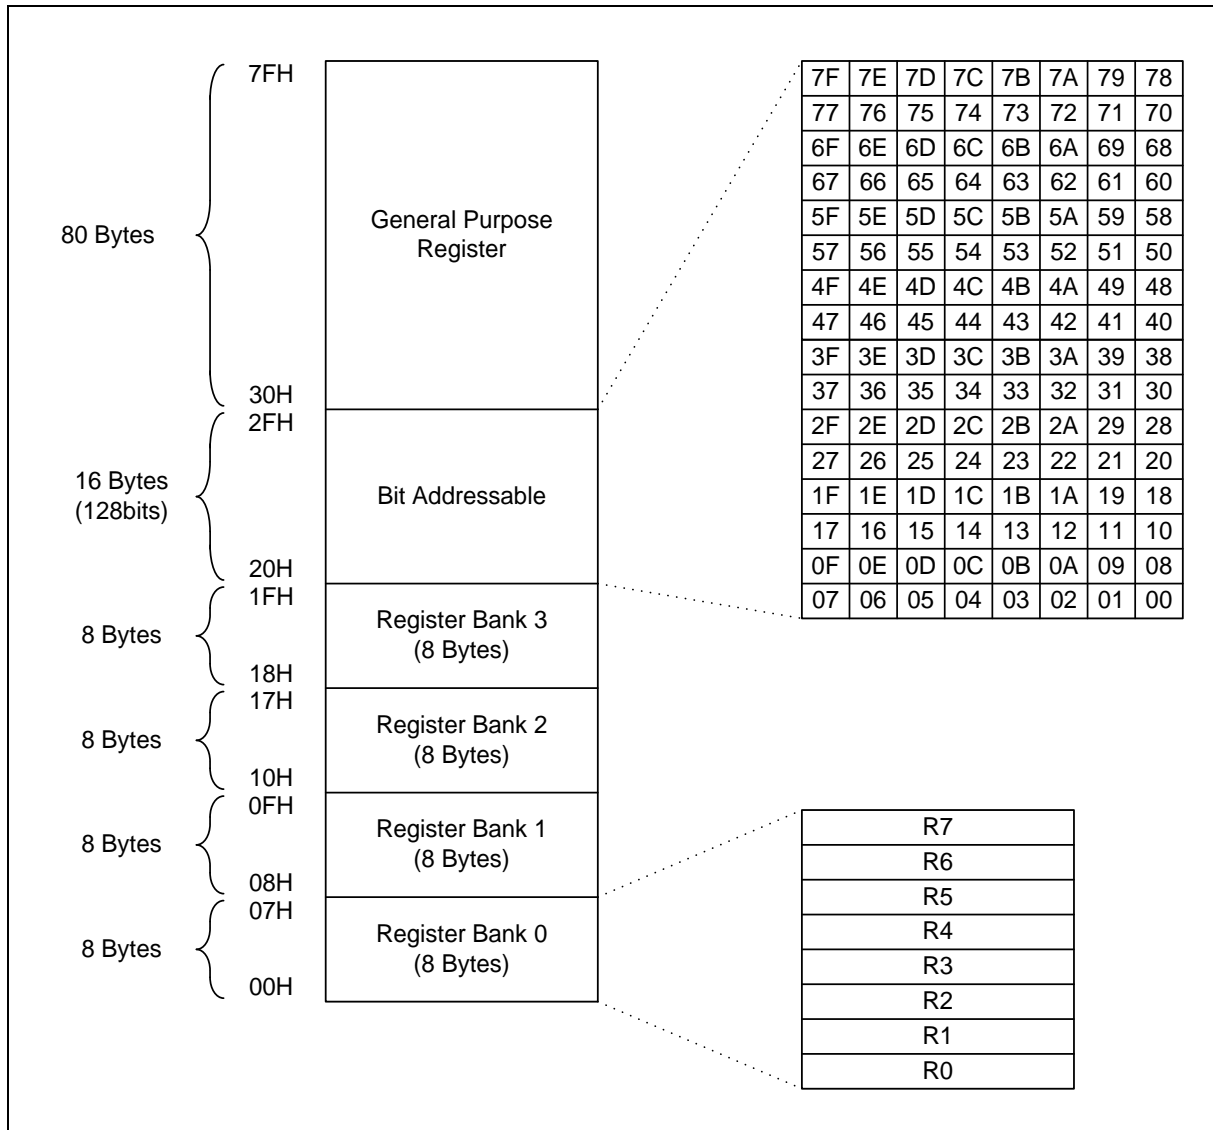 7FH
80 Bytes
General Purpose
Register
30H
2FH
16 Bytes
(128bits)
Bit Addressable
20H
1FH
8 Bytes
Register Bank 3
(8 Bytes)
18H
17H
8 Bytes
Register Bank 2
(8 Bytes)
10H
0FH
8 Bytes
Register Bank 1
(8 Bytes)
08H
07H
8 Bytes
Register Bank 0
(8 Bytes)
00H
7F 7E 7D 7C 7B 7A 79 78
77 76 75 74 73 72 71 70
6F 6E 6D 6C 6B 6A 69 68
67 66 65 64 63 62 61 60
5F 5E 5D 5C 5B 5A 59 58
57 56 55 54 53 52 51 50
4F 4E 4D 4C 4B 4A 49 48
47 46 45 44 43 42 41 40
3F 3E 3D 3C 3B 3A 39 38
37 36 35 34 33 32 31 30
2F 2E 2D 2C 2B 2A 29 28
27 26 25 24 23 22 21 20
1F 1E 1D 1C 1B 1A 19 18
17 16 15 14 13 12 11 10
0F 0E 0D 0C 0B 0A 09 08
07 06 05 04 03 02 01 00
R7
R6
R5
R4
R3
R2
R1
R0